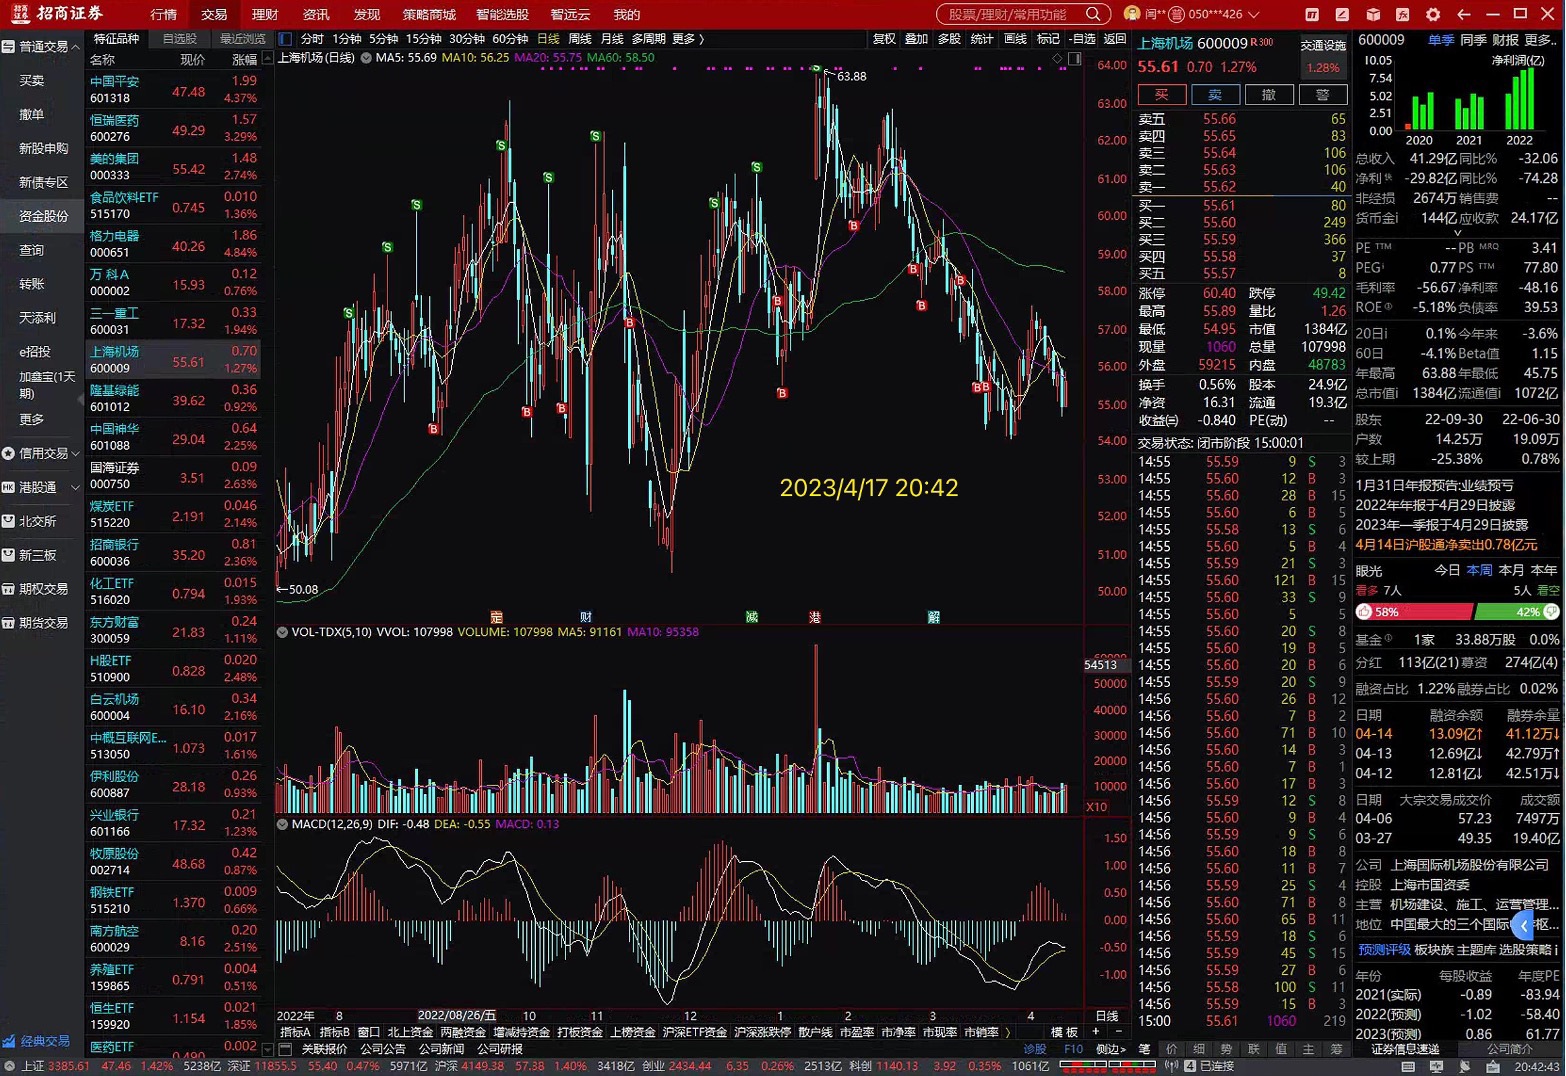 招商证券 行情 交易 理财 资讯 发现 策略商城 智能选股 智远云 我的 股票/理财/常用功能 闫** 普 050***426
普通交易
买卖
撤单
新股申购
新债专区
资金股份
查询
转账
天添利
e招投
加鑫宝(1天期)
更多
信用交易
港股通
北交所
新三板
期权交易
期货交易
经典交易
特征品种 自选股 最近浏览
名称 现价 涨幅
中国平安 601318 47.48 1.99 4.37%
恒瑞医药 600276 49.29 1.57 3.29%
美的集团 000333 55.42 1.48 2.74%
食品饮料ETF 515170 0.745 0.010 1.36%
格力电器 000651 40.26 1.86 4.84%
万 科A 000002 15.93 0.12 0.76%
三一重工 600031 17.32 0.33 1.94%
上海机场 600009 55.61 0.70 1.27%
隆基绿能 601012 39.62 0.36 0.92%
中国神华 601088 29.04 0.64 2.25%
国海证券 000750 3.51 0.09 2.63%
煤炭ETF 515220 2.191 0.046 2.14%
招商银行 600036 35.20 0.81 2.36%
化工ETF 516020 0.794 0.015 1.93%
东方财富 300059 21.83 0.24 1.11%
H股ETF 510900 0.828 0.020 2.48%
白云机场 600004 16.10 0.34 2.16%
中概互联网E... 513050 1.073 0.017 1.61%
伊利股份 600887 28.18 0.26 0.93%
兴业银行 601166 17.32 0.21 1.23%
牧原股份 002714 48.68 0.42 0.87%
钢铁ETF 515210 1.370 0.009 0.66%
南方航空 600029 8.16 0.20 2.51%
养殖ETF 159865 0.791 0.004 0.51%
恒生ETF 159920 1.154 0.021 1.85%
医药ETF 0.002
分时 1分钟 5分钟 15分钟 30分钟 60分钟 日线 周线 月线 多周期 更多 复权 叠加 多股 统计 画线 标记 -自选 返回
上海机场(日线) MA5: 55.69 MA10: 56.25 MA20: 55.75 MA60: 58.50
63.88
50.08
2023/4/17 20:42
64.00
63.00
62.00
61.00
60.00
59.00
58.00
57.00
56.00
55.00
54.00
53.00
52.00
51.00
50.00
定 财 减 港 解
VOL-TDX(5,10) VVOL: 107998 VOLUME: 107998 MA5: 91161 MA10: 95358
54513
50000
40000
30000
20000
10000
X10
MACD(12,26,9) DIF: -0.48 DEA: -0.55 MACD: 0.13
1.50
1.00
0.50
0.00
-0.50
-1.00
2022年 8 2022/08/26/五 10 11 12 1 2 3 4 日线
指标A 指标B 窗口 北上资金 两融资金 增减持资金 打板资金 上榜资金 沪深ETF资金 沪深涨跌停 散户线 市盈率 市净率 市现率 市销率 模 板 + -
关联报价 公司公告 公司新闻 公司研报 诊股 F10 侧边>
上海机场 600009 R 300 交通设施
55.61 0.70 1.27% 1.28%
买 卖 撤 警
卖五 55.66 65
卖四 55.65 83
卖三 55.64 106
卖二 55.63 106
卖一 55.62 40
买一 55.61 80
买二 55.60 249
买三 55.59 366
买四 55.58 37
买五 55.57 8
涨停 60.40 跌停 49.42
最高 55.89 量比 1.26
最低 54.95 市值 1384亿
现量 1060 总量 107998
外盘 59215 内盘 48783
换手 0.56% 股本 24.9亿
净资 16.31 流通 19.3亿
收益㈣ -0.840 PE(动) --
交易状态: 闭市阶段 15:00:01
14:55 55.59 9 S 3
14:55 55.60 12 B 3
14:55 55.60 28 B 15
14:55 55.60 6 B 5
14:55 55.58 13 S 6
14:55 55.60 5 B 4
14:55 55.60 21 S 3
14:55 55.60 121 B 15
14:55 55.60 33 S 9
14:55 55.60 5 5
14:55 55.60 20 S 8
14:55 55.60 19 B 5
14:55 55.60 20 S 6
14:55 55.60 20 S 9
14:56 55.60 26 B 12
14:56 55.60 7 B 2
14:56 55.60 71 B 10
14:56 55.60 14 B 3
14:56 55.60 7 B 1
14:56 55.60 17 B 3
14:56 55.60 12 S 8
14:56 55.60 9 B 4
14:56 55.59 9 S 6
14:56 55.60 18 B 8
14:56 55.60 11 B 7
14:56 55.59 25 S 4
14:56 55.60 71 B 8
14:56 55.60 65 B 11
14:56 55.59 18 S 6
14:56 55.59 45 S 15
14:56 55.60 27 B 6
14:56 55.58 100 S 11
14:56 55.59 15 B 3
15:00 55.61 1060 219
笔 价 细 势 联 值 主 筹
600009 单季 同季 财报 更多..
净利润(亿)
10.05
7.54
5.02
2.51
0.00
2020 2021 2022
总收入 41.29亿 同比% -32.06
净利 -29.82亿 同比% -74.28
非经损 2674万 销售费 --
货币金 144亿 应收款 24.17亿
PE TTM -- PB MRQ 3.41
PEG 0.77 PS TTM 77.80
毛利率 -56.67 净利率 -48.16
ROE -5.18% 负债率 39.53
20日 0.1% 今年来 -3.6%
60日 -4.1% Beta值 1.15
年最高 63.88 年最低 45.75
总市值 1384亿 流通值 1072亿
股东 22-09-30 22-06-30
户数 14.25万 19.09万
较上期 -25.38% 0.78%
1月31日年报预告:业绩预亏
2022年年报于4月29日披露
2023年一季报于4月29日披露
4月14日沪股通净卖出0.78亿元
眼光 今日 本周 本月 本年
看多 7人 5人 看空
58% 42%
基金 1家 33.88万股 0.0%
分红 113亿(21) 募资 274亿(4)
融资占比 1.22% 融券占比 0.02%
日期 融资余额 融券余量
04-14 13.09亿↑ 41.12万↓
04-13 12.69亿↓ 42.79万↑
04-12 12.81亿↓ 42.51万↓
日期 大宗交易成交价 成交额
04-06 57.23 7497万
03-27 49.35 19.40亿
公司 上海国际机场股份有限公司
控股 上海市国资委
主营 机场建设、施工、运营管理...
地位 中国最大的三个国际 枢...
预测评级 板块族 主题库 选股策略
年份 每股收益 年度PE
2021(实际) -0.89 -83.94
2022(预测) -1.02 -58.40
2023(预测) 0.86 61.77
证券信息速递 公司简介
上证 3385.61 47.46 1.42% 5238亿 深证 11855.5 55.40 0.47% 5971亿 沪深 4149.38 57.38 1.40% 3418亿 创业 2434.44 6.35 0.26% 2513亿 科创 1140.13 3.92 0.35% 1061亿 4 已连接 20:42:43